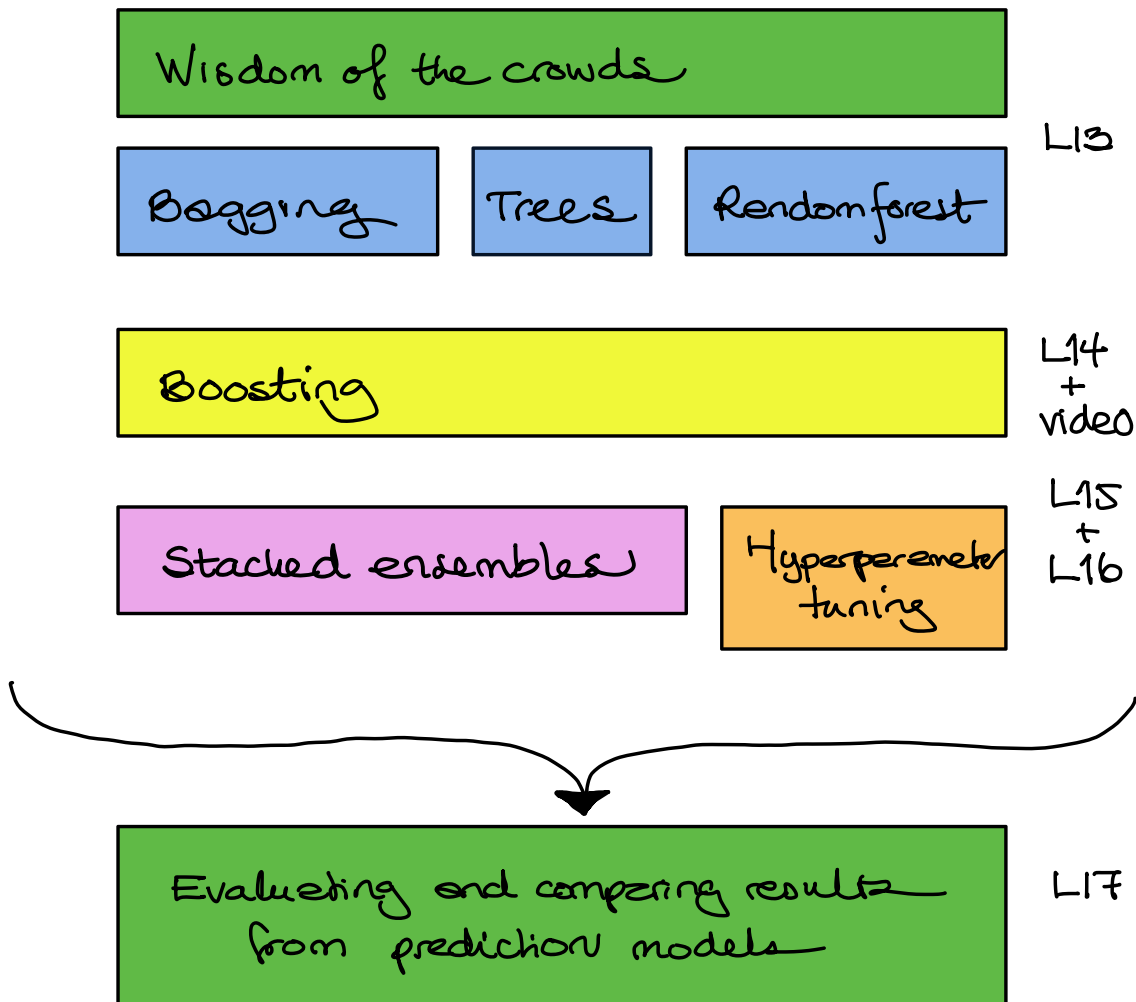 Wisdom of the crowds
L13
Bagging
Trees
Randomforest
Boosting
L14
+
video
Stacked ensembles
Hyperparameter
tuning
L15
+
L16
Evaluating and comparing results
from prediction models
L17